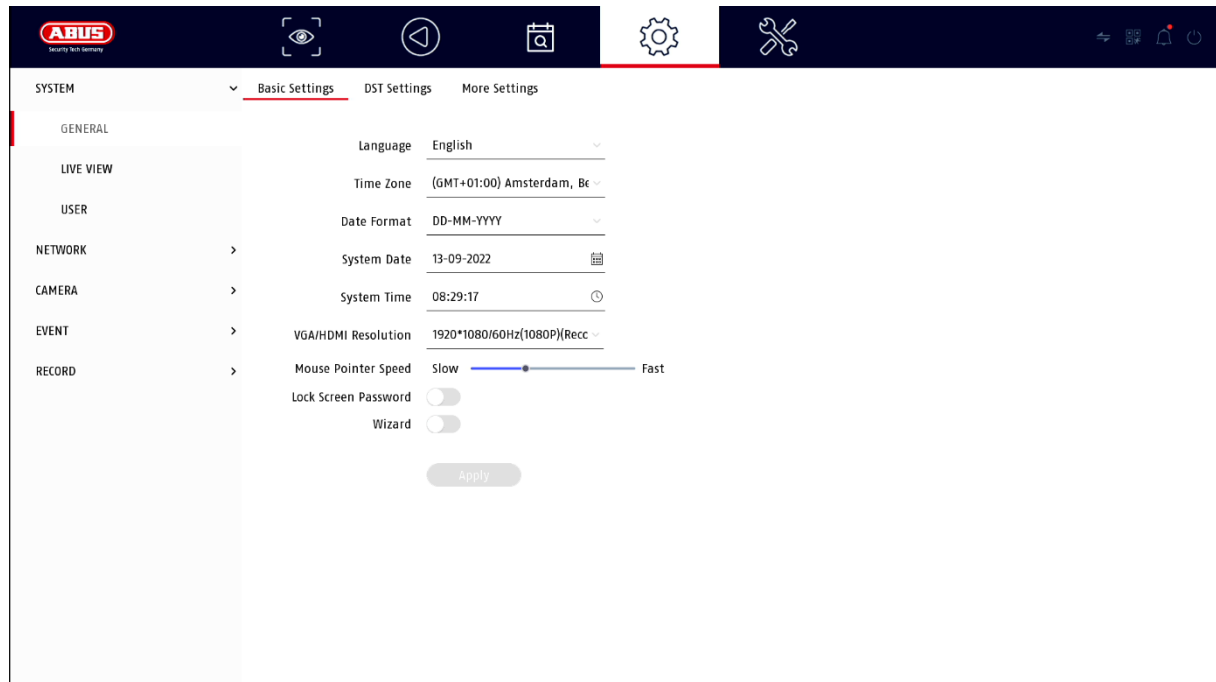 ABUS
Security Tech Germany
SYSTEM
GENERAL
LIVE VIEW
USER
NETWORK
CAMERA
EVENT
RECORD
Basic Settings DST Settings More Settings
Language English
Time Zone (GMT+01:00) Amsterdam, Be
Date Format DD-MM-YYYY
System Date 13-09-2022
System Time 08:29:17
VGA/HDMI Resolution 1920*1080/60Hz(1080P)(Recc
Mouse Pointer Speed Slow Fast
Lock Screen Password
Wizard
Apply